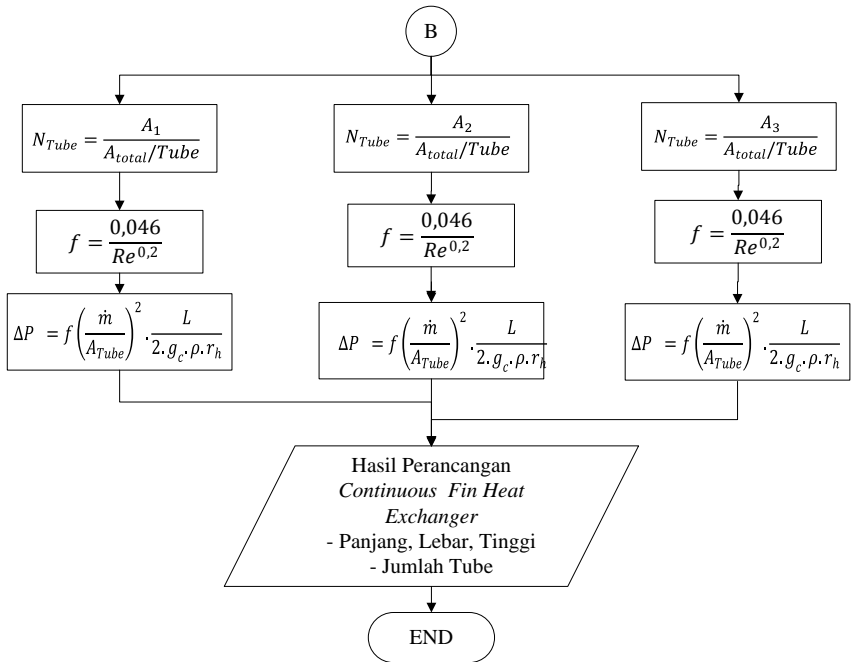 B
N_Tube = A_1 / (A_total/Tube)
N_Tube = A_2 / (A_total/Tube)
N_Tube = A_3 / (A_total/Tube)
f = 0,046 / Re^0,2
f = 0,046 / Re^0,2
f = 0,046 / Re^0,2
ΔP = f (ṁ / A_Tube)^2 . L / (2.g_c.ρ.r_h)
ΔP = f (ṁ / A_Tube)^2 . L / (2.g_c.ρ.r_h)
ΔP = f (ṁ / A_Tube)^2 . L / (2.g_c.ρ.r_h)
Hasil Perancangan
Continuous Fin Heat
Exchanger
- Panjang, Lebar, Tinggi
- Jumlah Tube
END